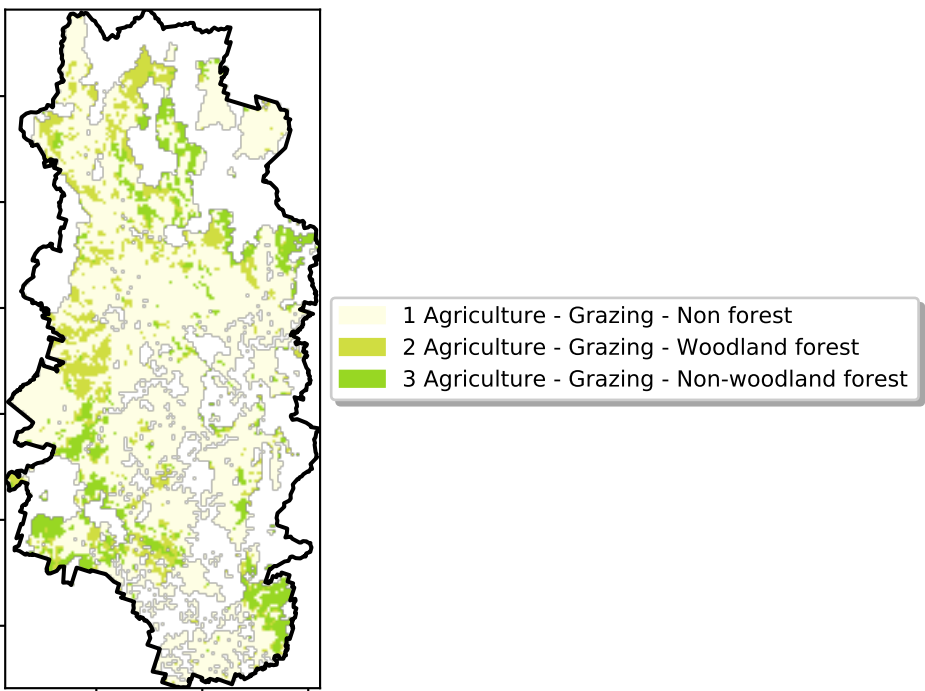 1 Agriculture - Grazing - Non forest
2 Agriculture - Grazing - Woodland forest
3 Agriculture - Grazing - Non-woodland forest